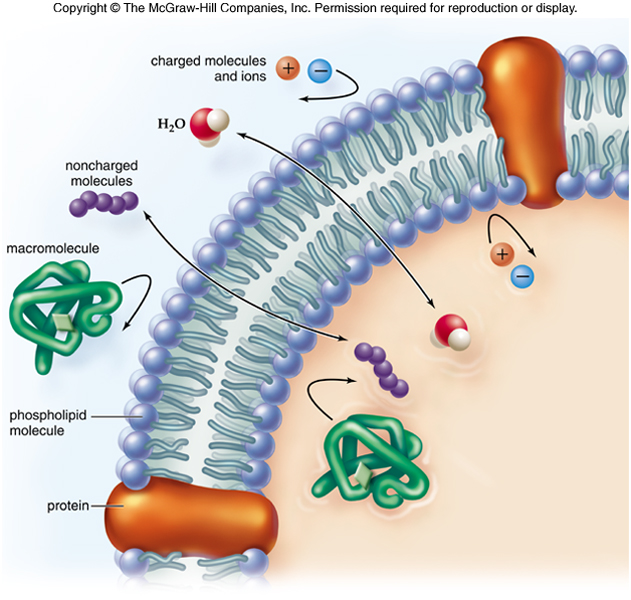 Copyright © The McGraw-Hill Companies, Inc. Permission required for reproduction or display.
charged molecules
and ions
+
−
H₂O
noncharged
molecules
macromolecule
+
−
phospholipid
molecule
protein